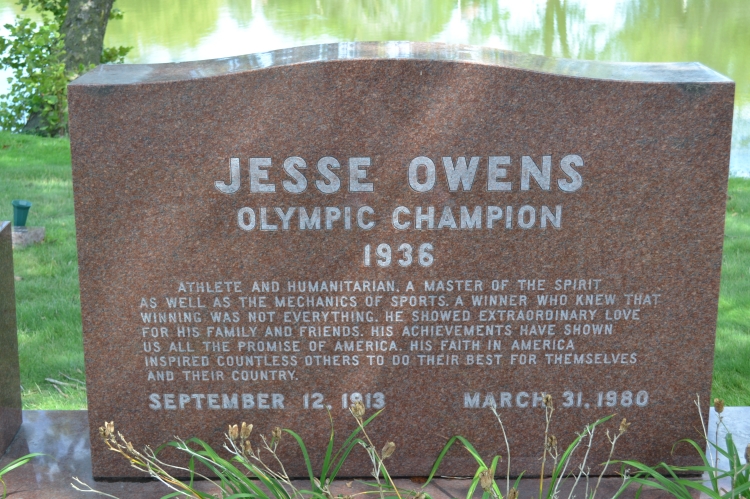 JESSE OWENS
OLYMPIC CHAMPION
1936
ATHLETE AND HUMANITARIAN. A MASTER OF THE SPIRIT
AS WELL AS THE MECHANICS OF SPORTS. A WINNER WHO KNEW THAT
WINNING WAS NOT EVERYTHING. HE SHOWED EXTRAORDINARY LOVE
FOR HIS FAMILY AND FRIENDS. HIS ACHIEVEMENTS HAVE SHOWN
US ALL THE PROMISE OF AMERICA. HIS FAITH IN AMERICA
INSPIRED COUNTLESS OTHERS TO DO THEIR BEST FOR THEMSELVES
AND THEIR COUNTRY.
SEPTEMBER 12, 1913 MARCH 31, 1980